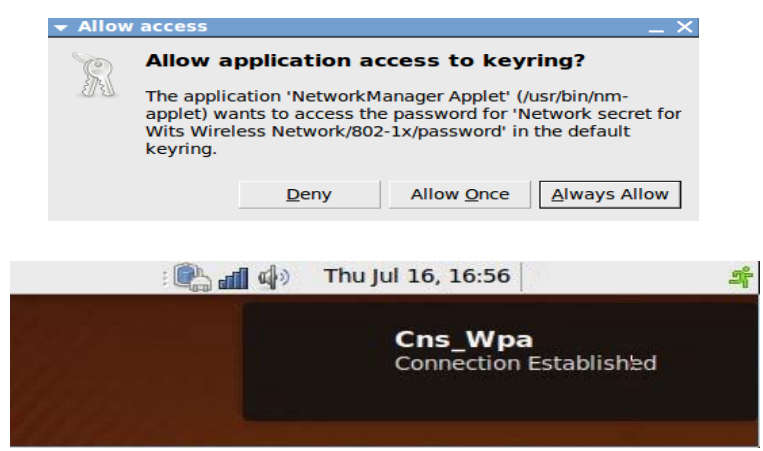 Allow access
Allow application access to keyring?
The application 'NetworkManager Applet' (/usr/bin/nm-
applet) wants to access the password for 'Network secret for
Wits Wireless Network/802-1x/password' in the default
keyring.
Deny Allow Once Always Allow
Thu Jul 16, 16:56
Cns_Wpa
Connection Established